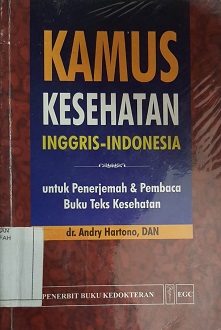 KAMUS
KESEHATAN
INGGRIS-INDONESIA
untuk Penerjemah & Pembaca
Buku Teks Kesehatan
dr. Andry Hartono, DAN
PENERBIT BUKU KEDOKTERAN
EGC